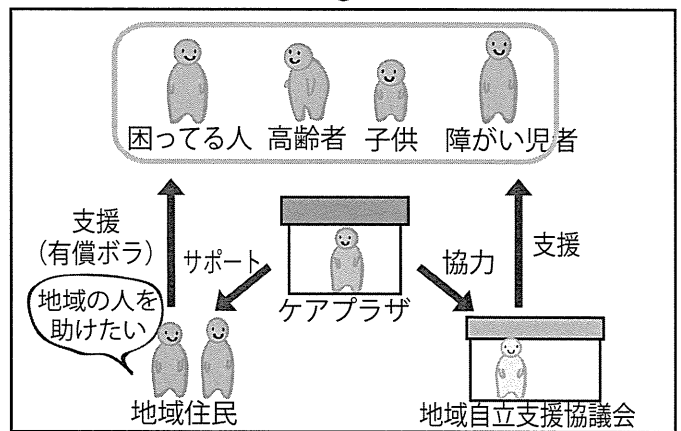 困ってる人 高齢者 子供 障がい児者
支援
(有償ボラ)
サポート
協力
支援
ケアプラザ
地域の人を
助けたい
地域住民
地域自立支援協議会